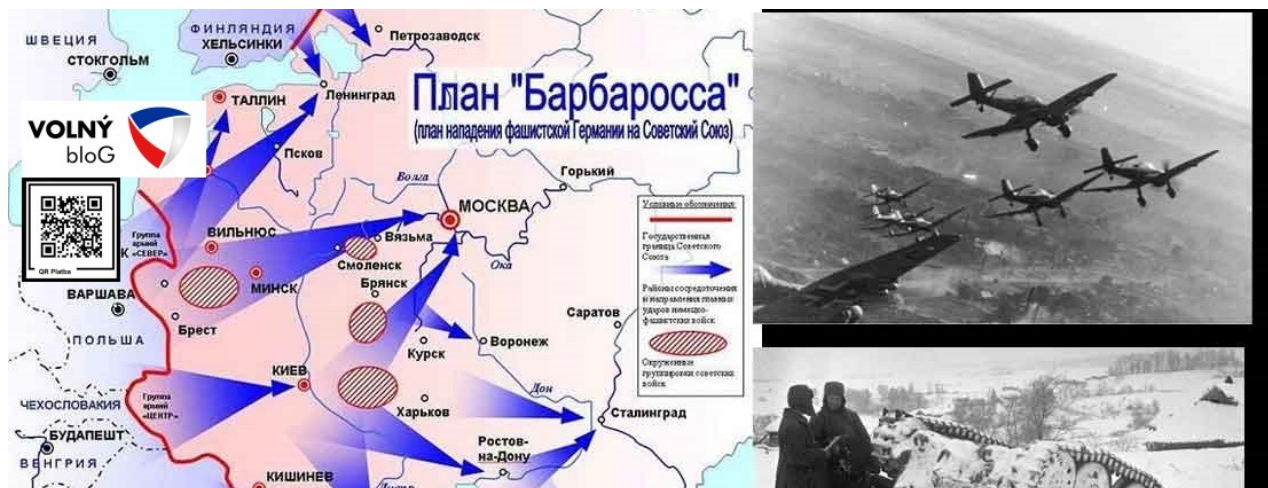 ШВЕЦИЯ
СТОКГОЛЬМ
ФИНЛЯНДИЯ
ХЕЛЬСИНКИ
Петрозаводск
ТАЛЛИН
Ленинград
План "Барбаросса"
(план нападения фашистской Германии на Советский Союз)
VOLNÝ
bloG
Псков
Волга
Горький
МОСКВА
Условные обозначения:
Государственная
граница Советского
Союза
Районы сосредоточения
и направления главных
ударов немецко-
фашистских войск
Окруженные
группировки советских
войск
Группа
армий
«СЕВЕР»
ВИЛЬНЮС
Вязьма
Смоленск
Ока
К
QR Platba
МИНСК
Брянск
ВАРШАВА
Брест
Саратов
ПОЛЬША
Курск
Воронеж
КИЕВ
Дон
Группа
армий
«ЦЕНТР»
ЧЕХОСЛОВАКИЯ
Харьков
Сталинград
БУДАПЕШТ
Ростов-
на-Дону
ВЕНГРИЯ
КИШИНЕВ